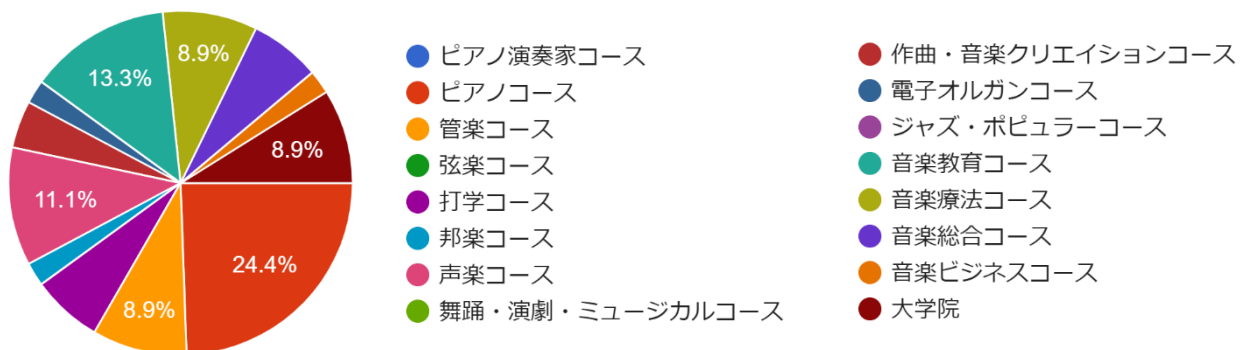 8.9%
13.3%
8.9%
11.1%
24.4%
8.9%
ピアノ演奏家コース
ピアノコース
管楽コース
弦楽コース
打学コース
邦楽コース
声楽コース
舞踊・演劇・ミュージカルコース
作曲・音楽クリエイションコース
電子オルガンコース
ジャズ・ポピュラーコース
音楽教育コース
音楽療法コース
音楽総合コース
音楽ビジネスコース
大学院